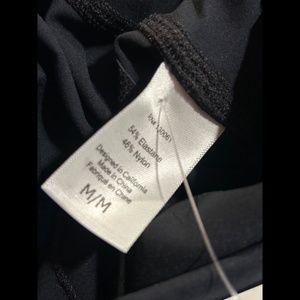 54% Elastane
46% Nylon
Designed in California
Made in China
Fabriqué en Chine
M/M